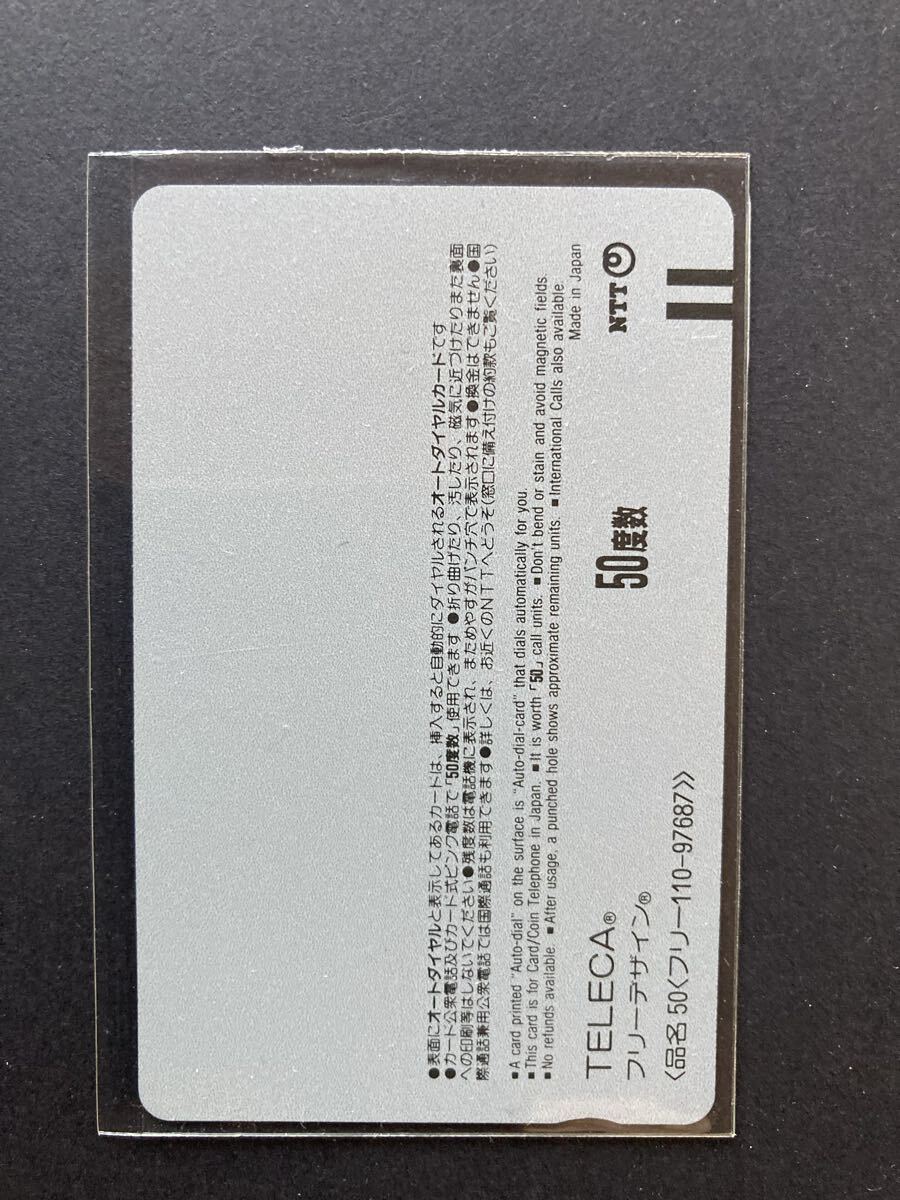 ●表面にオートダイヤルと表示してあるカードは、挿入すると自動的にダイヤルされるオートダイヤルカードです
●カード公衆電話及びカード式ピンク電話で「50度数」使用できます ●折り曲げたり、汚したり、磁気に近づけたりまた裏面
への印刷等はしないでください ●残度数は電話機に表示され、まためやすがパンチ穴で表示されます ●換金はできません ●国
際通話兼用公衆電話では国際通話も利用できます ●詳しくは、お近くのNTTへどうぞ(窓口に備え付けの約款もご覧ください)
■ A card printed "Auto-dial" on the surface is "Auto-dial-card" that dials automatically for you.
■ This card is for Card/Coin Telephone in Japan. ■ It is worth「50」call units. ■ Don't bend or stain and avoid magnetic fields.
■ No refunds available. ■ After usage, a punched hole shows approximate remaining units. ■ International Calls also available.
Made in Japan
TELECA®
フリーデザイン®
50度数
NTT
〈品名 50〈フリー110-97687〉〉